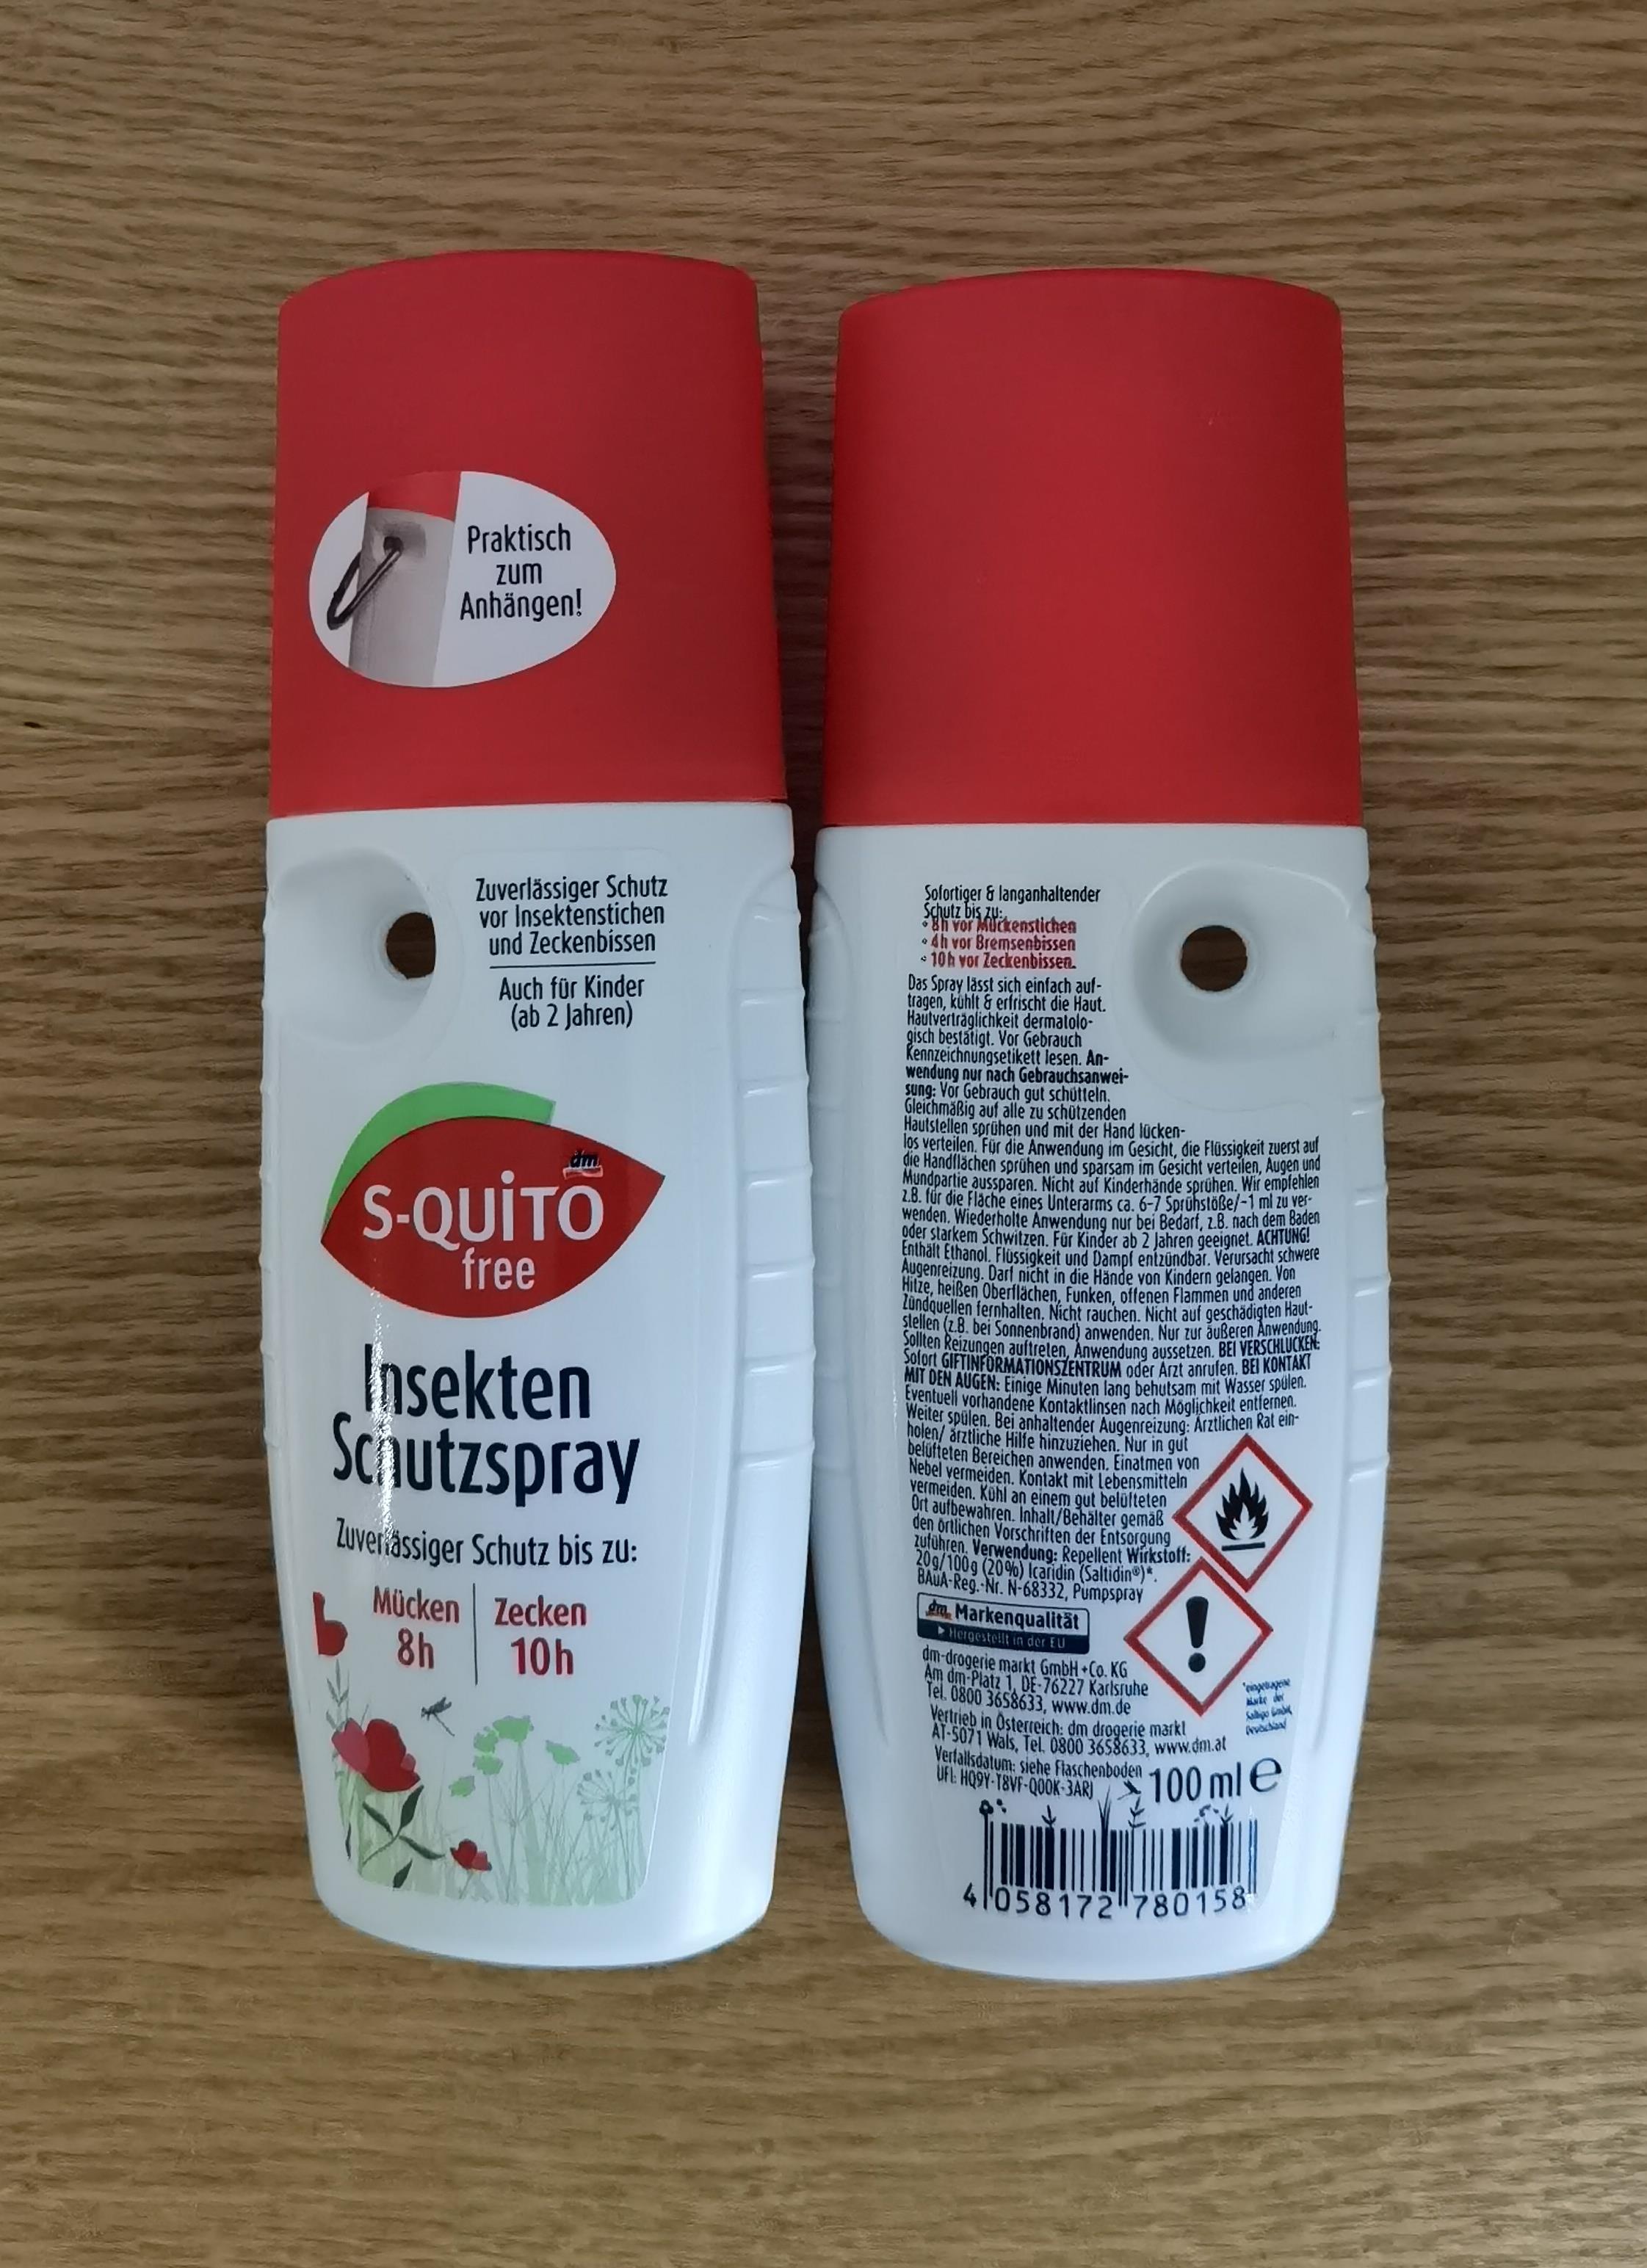 Praktisch
zum
Anhängen!
Zuverlässiger Schutz
vor Insektenstichen
und Zeckenbissen
Auch für Kinder
(ab 2 Jahren)
dm
S-QUiTO
free
Insekten
Schutzspray
Zuverlässiger Schutz bis zu:
Mücken
8h
Zecken
10h
Sofortiger & langanhaltender
Schutz bis zu:
• 8h vor Mückenstichen
• 4h vor Bremsenbissen
• 10h vor Zeckenbissen.
Das Spray lässt sich einfach auf-
tragen, kühlt & erfrischt die Haut.
Hautverträglichkeit dermatolo-
gisch bestätigt. Vor Gebrauch
Kennzeichnungsetikett lesen. An-
wendung nur nach Gebrauchsanwei-
sung: Vor Gebrauch gut schütteln.
Gleichmäßig auf alle zu schützenden
Hautstellen sprühen und mit der Hand lücken-
los verteilen. Für die Anwendung im Gesicht, die Flüssigkeit zuerst auf
die Handflächen sprühen und sparsam im Gesicht verteilen, Augen und
Mundpartie aussparen. Nicht auf Kinderhände sprühen. Wir empfehlen
z.B. für die Fläche eines Unterarms ca. 6-7 Sprühstöße/~1 ml zu ver-
wenden. Wiederholte Anwendung nur bei Bedarf, z.B. nach dem Baden
oder starkem Schwitzen. Für Kinder ab 2 Jahren geeignet. ACHTUNG!
Enthält Ethanol. Flüssigkeit und Dampf entzündbar. Verursacht schwere
Augenreizung. Darf nicht in die Hände von Kindern gelangen. Von
Hitze, heißen Oberflächen, Funken, offenen Flammen und anderen
Zündquellen fernhalten. Nicht rauchen. Nicht auf geschädigten Haut-
stellen (z.B. bei Sonnenbrand) anwenden. Nur zur äußeren Anwendung.
Sollten Reizungen auftreten, Anwendung aussetzen. BEI VERSCHLUCKEN:
Sofort GIFTINFORMATIONSZENTRUM oder Arzt anrufen. BEI KONTAKT
MIT DEN AUGEN: Einige Minuten lang behutsam mit Wasser spülen.
Eventuell vorhandene Kontaktlinsen nach Möglichkeit entfernen.
Weiter spülen. Bei anhaltender Augenreizung: Ärztlichen Rat ein-
holen/ ärztliche Hilfe hinzuziehen. Nur in gut
belüfteten Bereichen anwenden. Einatmen von
Nebel vermeiden. Kontakt mit Lebensmitteln
vermeiden. Kühl an einem gut belüfteten
Ort aufbewahren. Inhalt/Behälter gemäß
den örtlichen Vorschriften der Entsorgung
zuführen. Verwendung: Repellent Wirkstoff:
20g/100g (20%) Icaridin (Saltidin®)*.
BAuA-Reg.-Nr. N-68332, Pumpspray
dm Markenqualität
Hergestellt in der EU
dm-drogerie markt GmbH+Co. KG
Am dm-Platz 1, DE-76227 Karlsruhe
Tel. 0800 3658633, www.dm.de
*eingetragene
Marke der
Saltigo GmbH,
Deutschland
Vertrieb in Österreich: dm drogerie markt
AT-5071 Wals, Tel. 0800 3658633, www.dm.at
Verfallsdatum: siehe Flaschenboden
UFI: HQ9Y-T8VF-Q00K-3ARJ
100 ml e
4 058172 780158